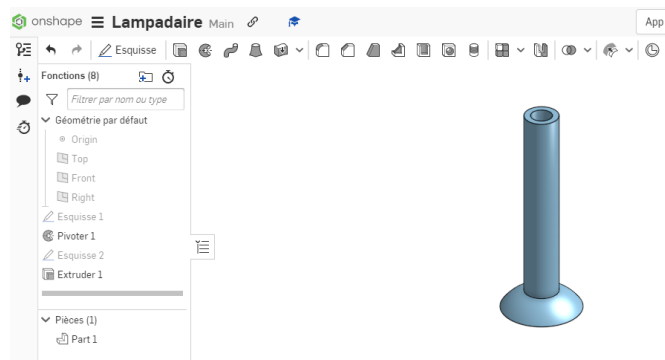 onshape Lampadaire Main
App
Esquisse
Fonctions (8)
Filtrer par nom ou type
Géométrie par défaut
Origin
Top
Front
Right
Esquisse 1
Pivoter 1
Esquisse 2
Extruder 1
Pièces (1)
Part 1